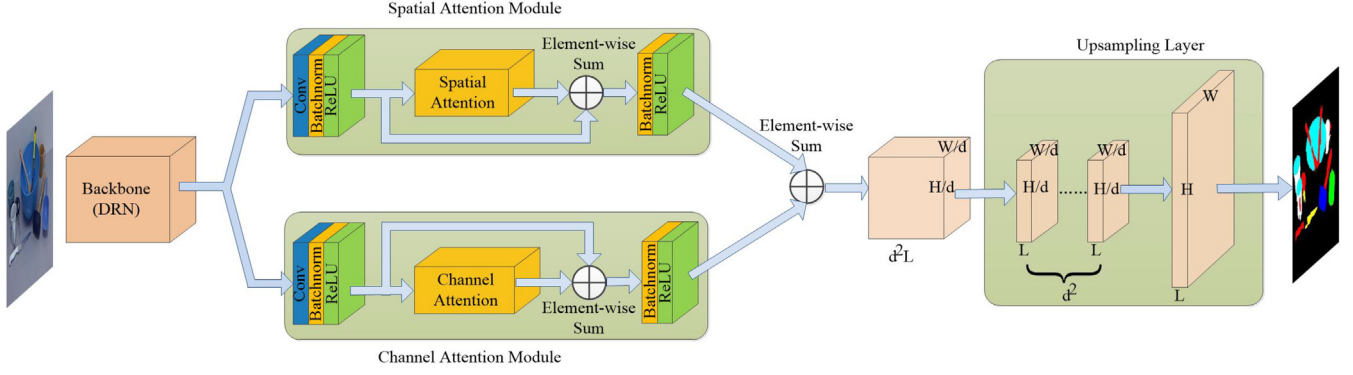 Spatial Attention Module
Conv
Batchnorm
ReLU
Spatial
Attention
Element-wise
Sum
Batchnorm
ReLU
Backbone
(DRN)
Conv
Batchnorm
ReLU
Channel
Attention
Element-wise
Sum
Batchnorm
ReLU
Channel Attention Module
Element-wise
Sum
W/d
H/d
d²L
Upsampling Layer
W/d
H/d
L
......
W/d
H/d
L
d²
W
H
L